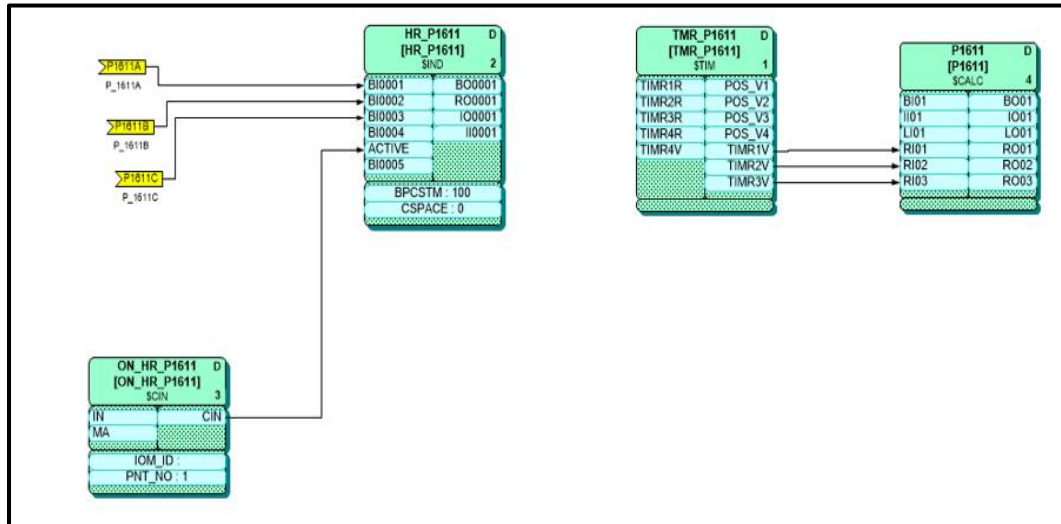 P1611A
P_1611A
P1611B
P_1611B
P1611C
P_1611C
HR_P1611 D
[HR_P1611]
$IND 2
BI0001 BO0001
BI0002 RO0001
BI0003 IO0001
BI0004 II0001
ACTIVE
BI0005
BPCSTM : 100
CSPACE : 0
TMR_P1611 D
[TMR_P1611]
$TIM 1
TIMR1R POS_V1
TIMR2R POS_V2
TIMR3R POS_V3
TIMR4R POS_V4
TIMR4V TIMR1V
TIMR2V
TIMR3V
P1611 D
[P1611]
$CALC 4
BI01 BO01
II01 IO01
LI01 LO01
RI01 RO01
RI02 RO02
RI03 RO03
ON_HR_P1611 D
[ON_HR_P1611]
$CIN 3
IN CIN
MA
IOM_ID :
PNT_NO : 1